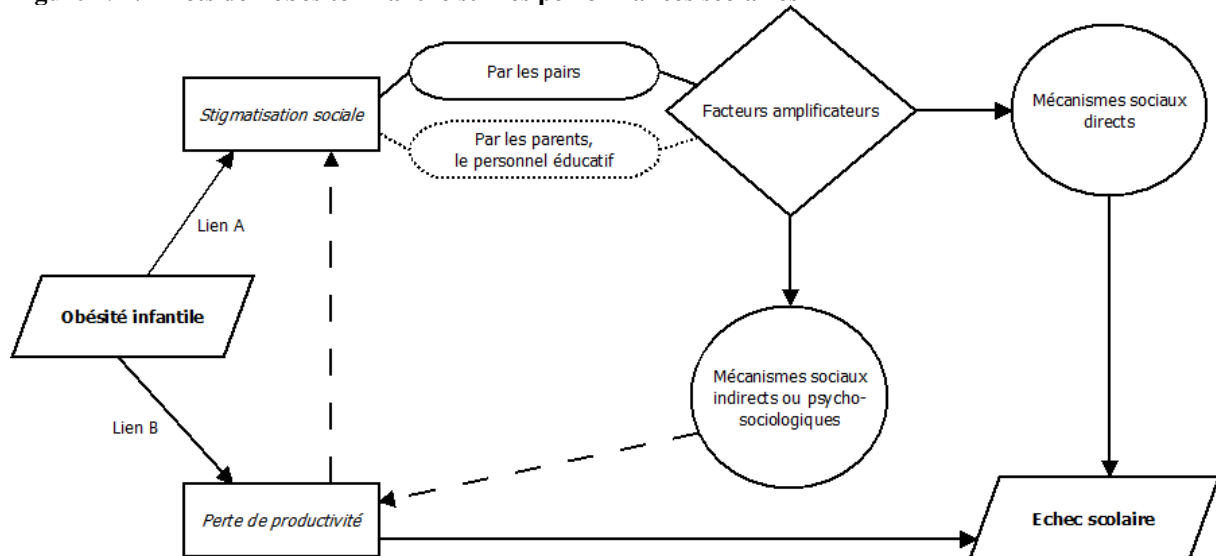 Par les pairs
Stigmatisation sociale
Facteurs amplificateurs
Mécanismes sociaux
directs
Par les parents,
le personnel éducatif
Lien A
Obésité infantile
Mécanismes sociaux
indirects ou psycho-
sociologiques
Lien B
Perte de productivité
Echec scolaire